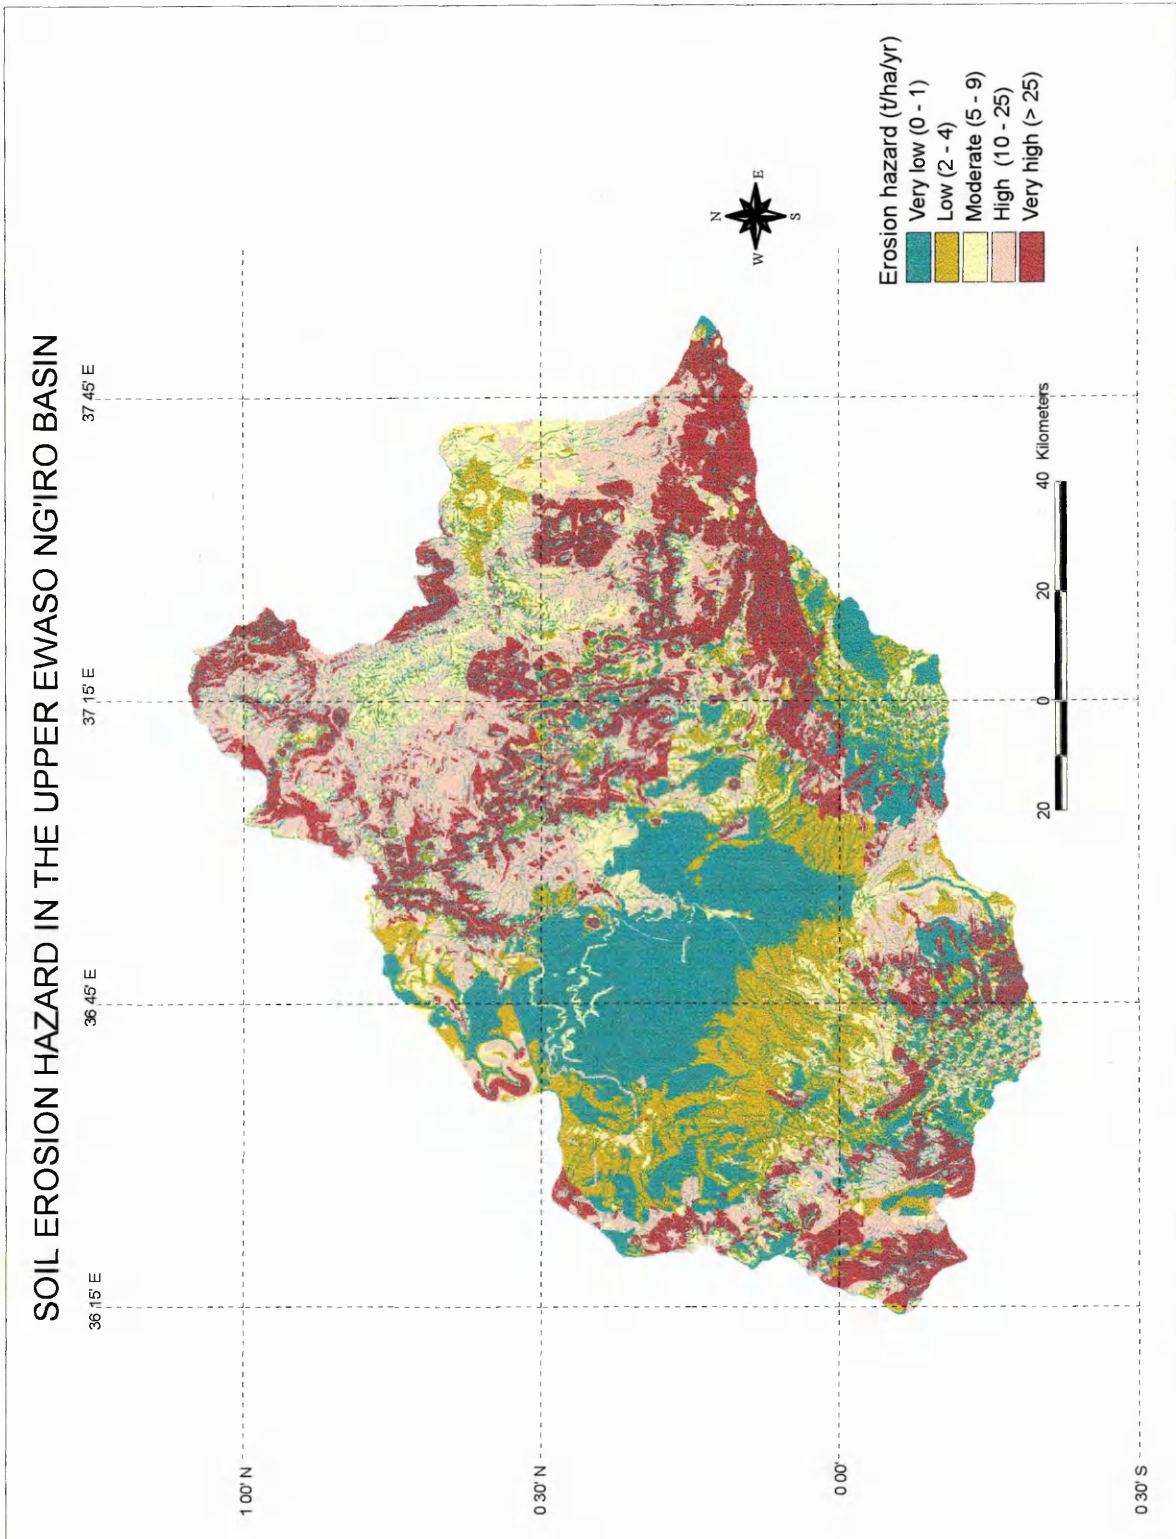 SOIL EROSION HAZARD IN THE UPPER EWASO NG'IRO BASIN
36 15' E
36 45' E
37 15' E
37 45' E
1 00' N
0 30' N
0 00'
0 30' S
N
W
E
S
Erosion hazard (t/ha/yr)
Very low (0 - 1)
Low (2 - 4)
Moderate (5 - 9)
High (10 - 25)
Very high (> 25)
20 0 20 40 Kilometers